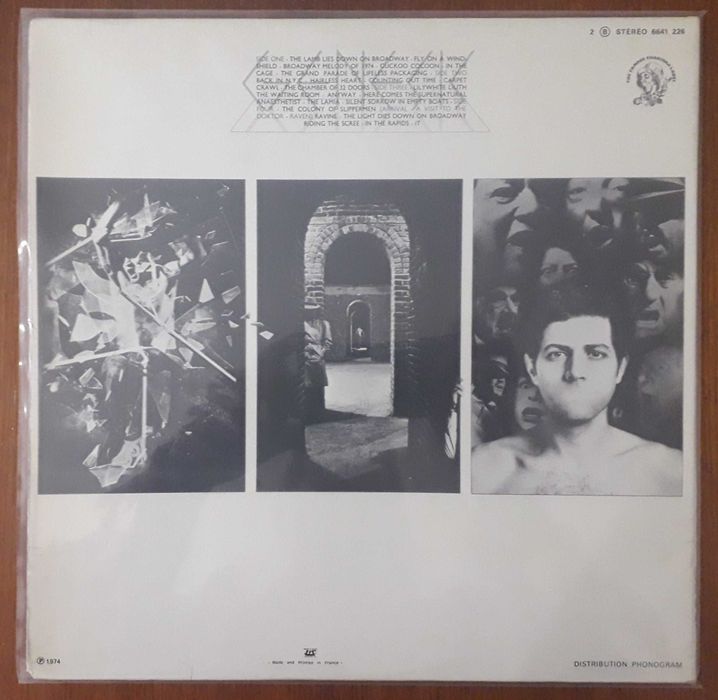 2 B STEREO 6641 226
THE FAMOUS CHARISMA LABEL
GENESIS
SIDE ONE · THE LAMB LIES DOWN ON BROADWAY · FLY ON A WIND
SHIELD · BROADWAY MELODY OF 1974 · CUCKOO COCOON · IN THE
CAGE · THE GRAND PARADE OF LIFELESS PACKAGING · SIDE TWO
BACK IN N.Y.C. · HAIRLESS HEART · COUNTING OUT TIME · CARPET
CRAWL · THE CHAMBER OF 32 DOORS · SIDE THREE · LILYWHITE LILITH
THE WAITING ROOM · ANYWAY · HERE COMES THE SUPERNATURAL
ANAESTHETIST · THE LAMIA · SILENT SORROW IN EMPTY BOATS · SIDE
FOUR · THE COLONY OF SLIPPERMEN (ARRIVAL · A VISIT TO THE
DOKTOR · RAVEN) RAVINE · THE LIGHT DIES DOWN ON BROADWAY
RIDING THE SCREE · IN THE RAPIDS · IT
Ⓟ 1974
- Made and Printed in France -
DISTRIBUTION PHONOGRAM